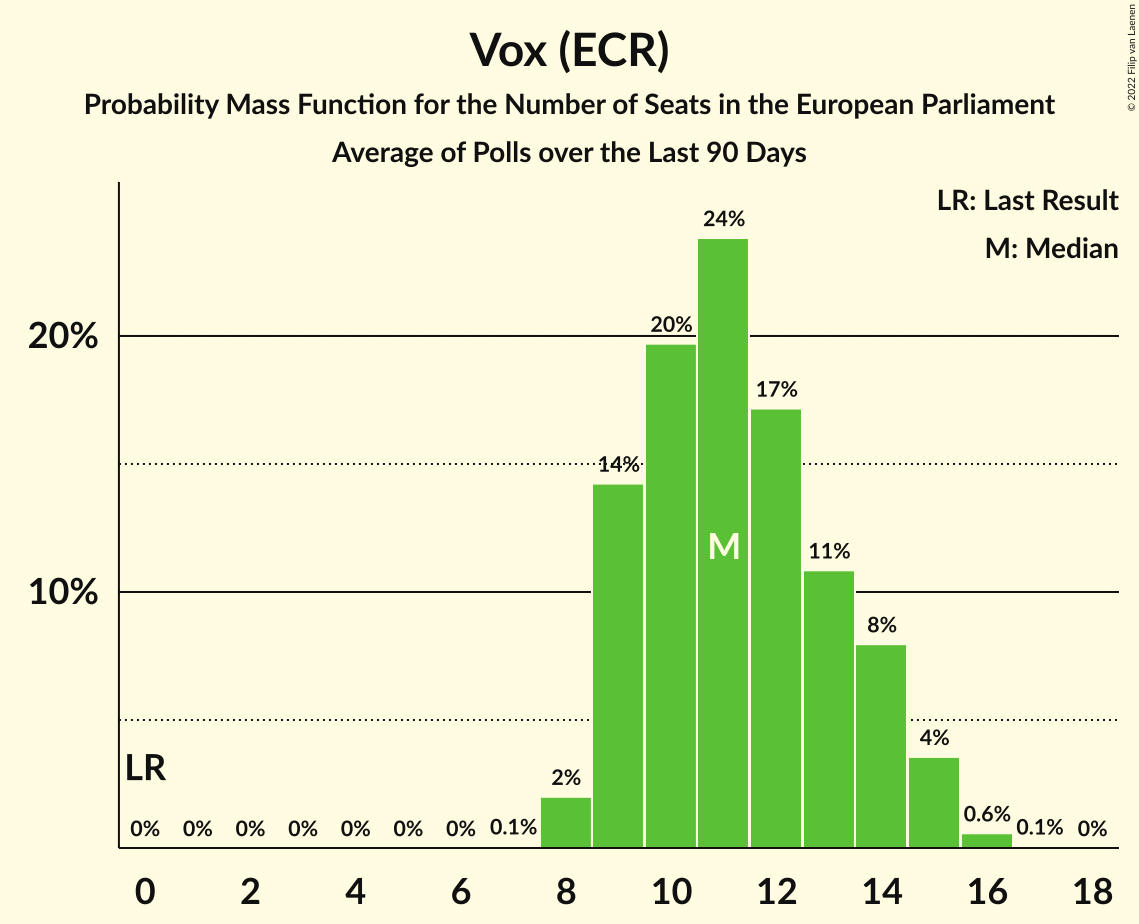 Vox (ECR)
Probability Mass Function for the Number of Seats in the European Parliament
Average of Polls over the Last 90 Days
© 2022 Filip van Laenen
LR: Last Result
M: Median
20%
10%
LR
0%
0%
0%
0%
0%
0%
0%
0.1%
2%
14%
20%
24%
M
17%
11%
8%
4%
0.6%
0.1%
0%
0 2 4 6 8 10 12 14 16 18